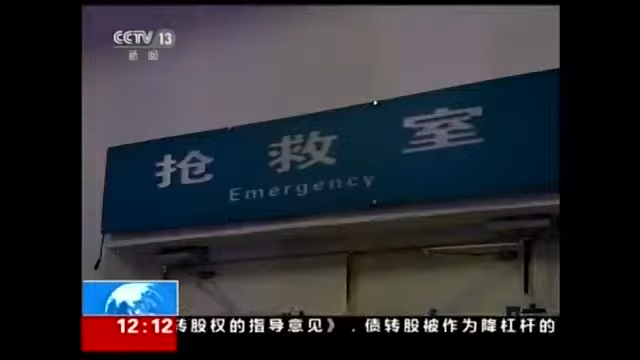 CCTV 13
新闻
抢救室
Emergency
12:12
转股权的指导意见》，债转股被作为降杠杆的